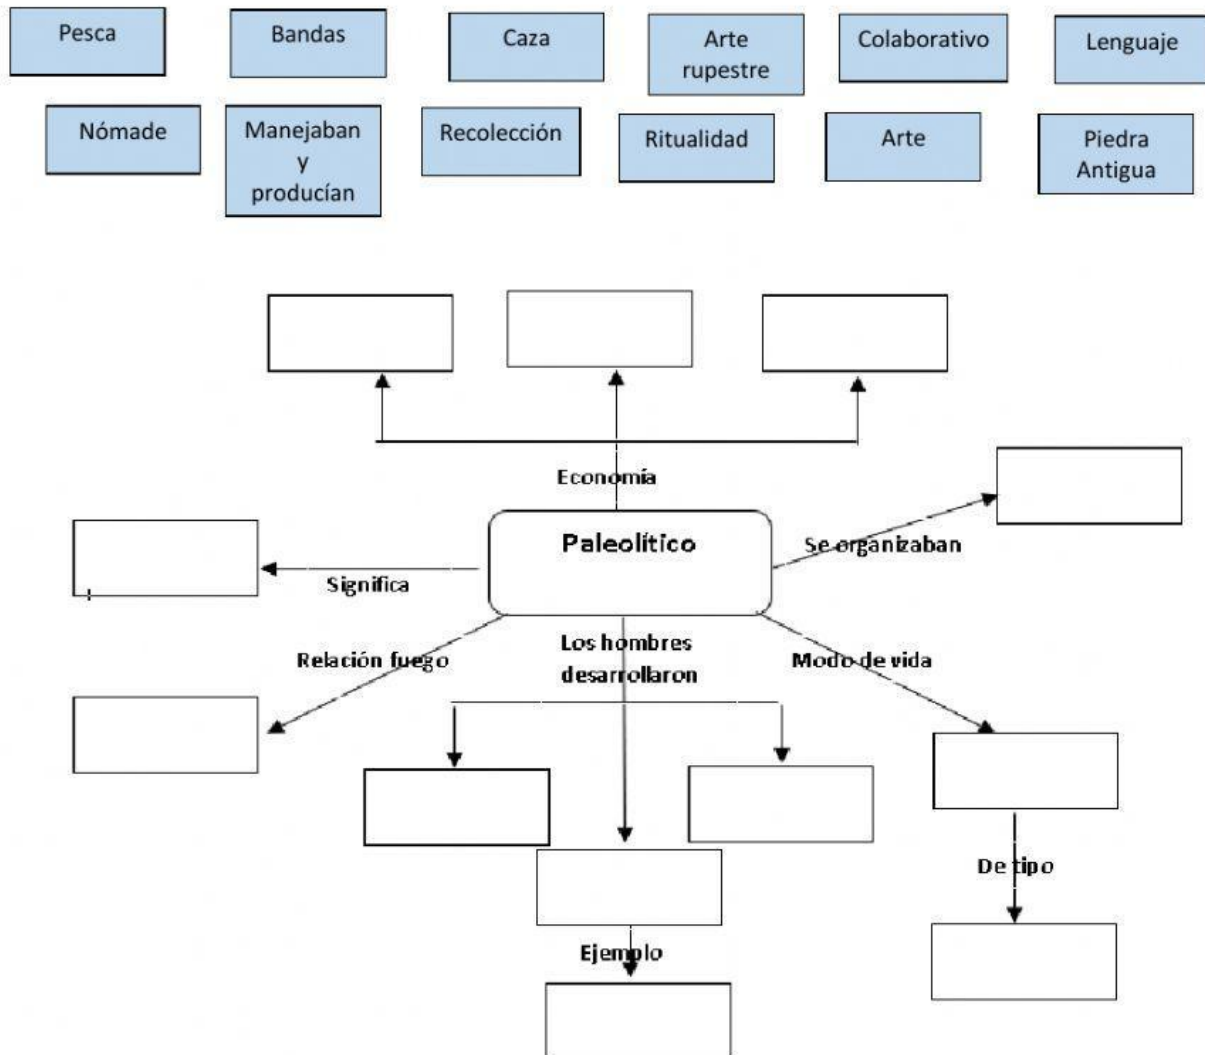 Pesca
Bandas
Caza
Arte
rupestre
Colaborativo
Lenguaje
Nómade
Manejaban
y
producían
Recolección
Ritualidad
Arte
Piedra
Antigua
Economía
Paleolítico
Se organizaban
Significa
Relación fuego
Los hombres
desarrollaron
Modo de vida
De tipo
Ejemplo